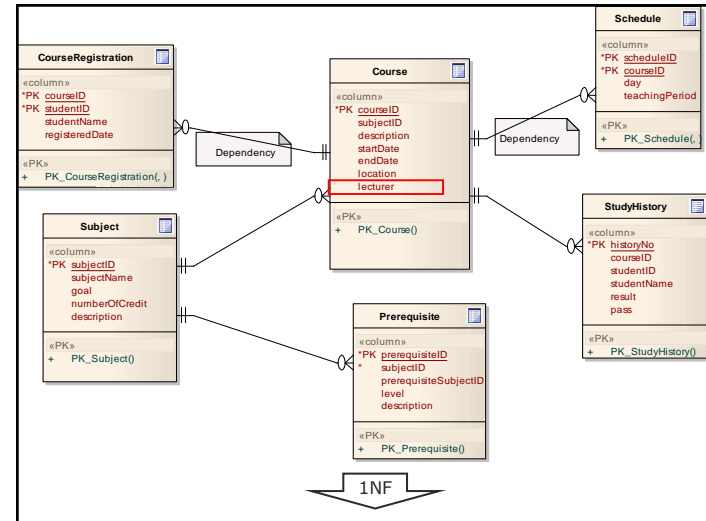 CourseRegistration
«column»
*PK courseID
*PK studentID
studentName
registeredDate
«PK»
+ PK_CourseRegistration(, )
Dependency
Course
«column»
*PK courseID
subjectID
description
startDate
endDate
location
lecturer
«PK»
+ PK_Course()
Dependency
Schedule
«column»
*PK scheduleID
*PK courseID
day
teachingPeriod
«PK»
+ PK_Schedule(, )
Subject
«column»
*PK subjectID
subjectName
goal
numberOfCredit
description
«PK»
+ PK_Subject()
Prerequisite
«column»
*PK prerequisiteID
* subjectID
prerequisiteSubjectID
level
description
«PK»
+ PK_Prerequisite()
StudyHistory
«column»
*PK historyNo
courseID
studentID
studentName
result
pass
«PK»
+ PK_StudyHistory()
1NF